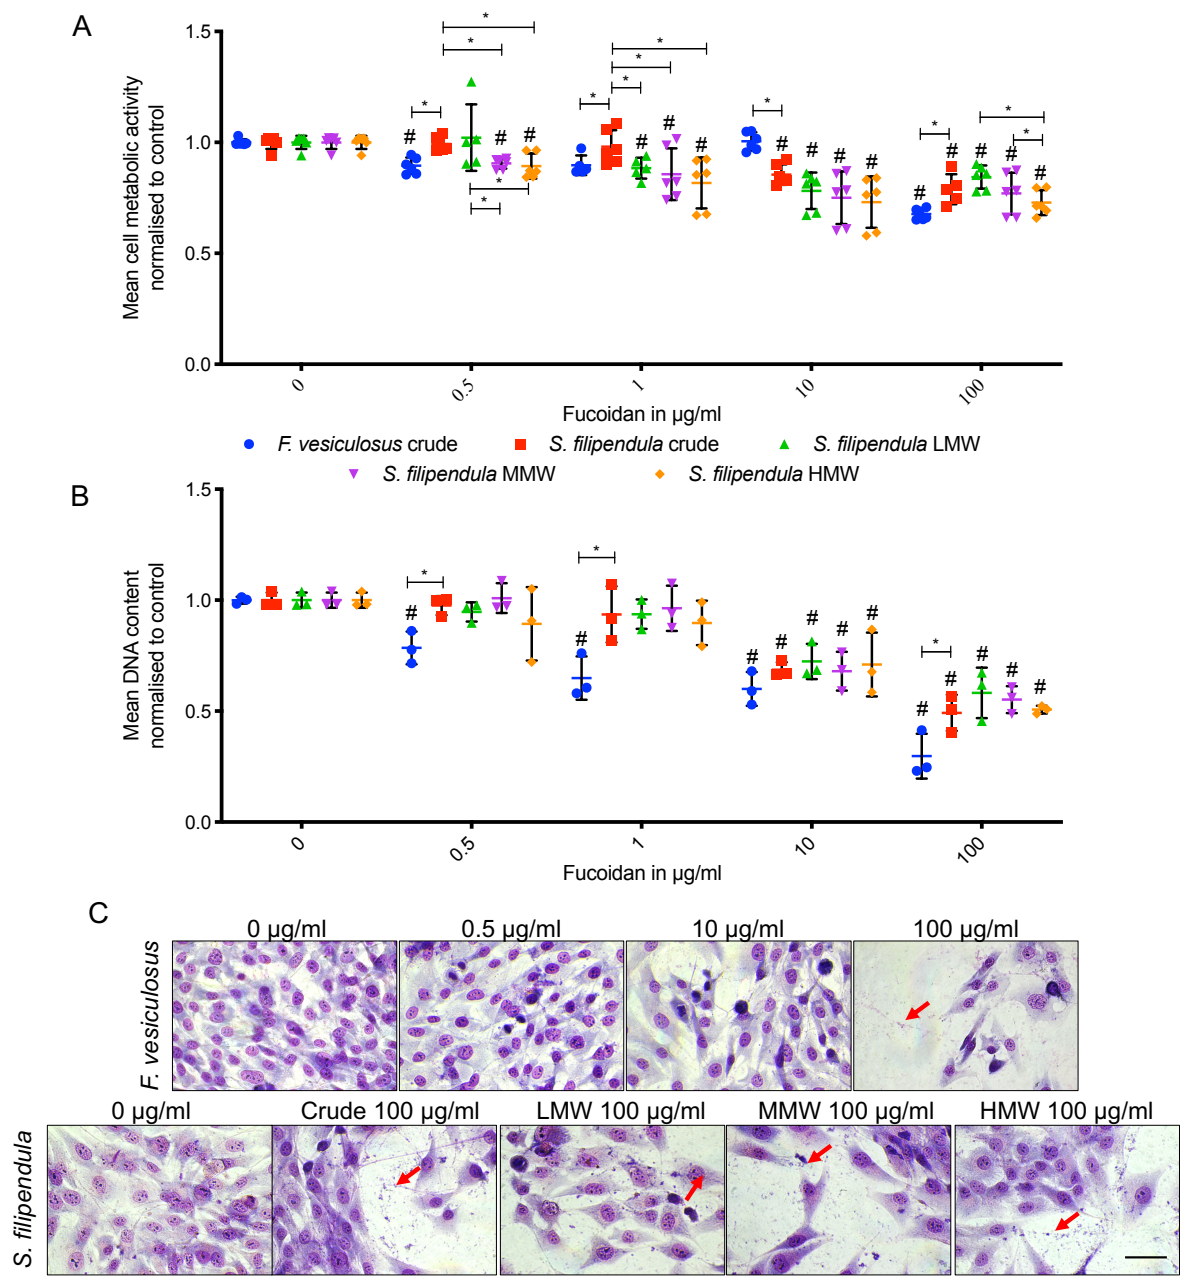 A
1.5
1.0
0.5
0.0
Mean cell metabolic activity
normalised to control
* * * * * * * * * * * * *
# # # # # # # # # # # # # # # #
0 0.5 1 10 100
Fucoidan in µg/ml
F. vesiculosus crude S. filipendula crude S. filipendula LMW
S. filipendula MMW S. filipendula HMW
B
1.5
1.0
0.5
0.0
Mean DNA content
normalised to control
* * *
# # # # # # # # # # # #
0 0.5 1 10 100
Fucoidan in µg/ml
C
0 µg/ml 0.5 µg/ml 10 µg/ml 100 µg/ml
F. vesiculosus
0 µg/ml Crude 100 µg/ml LMW 100 µg/ml MMW 100 µg/ml HMW 100 µg/ml
S. filipendula